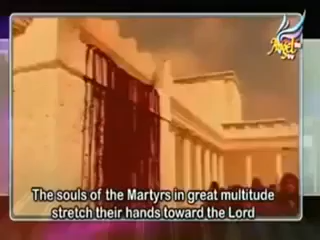 The souls of the Martyrs in great multitude
stretch their hands toward the Lord